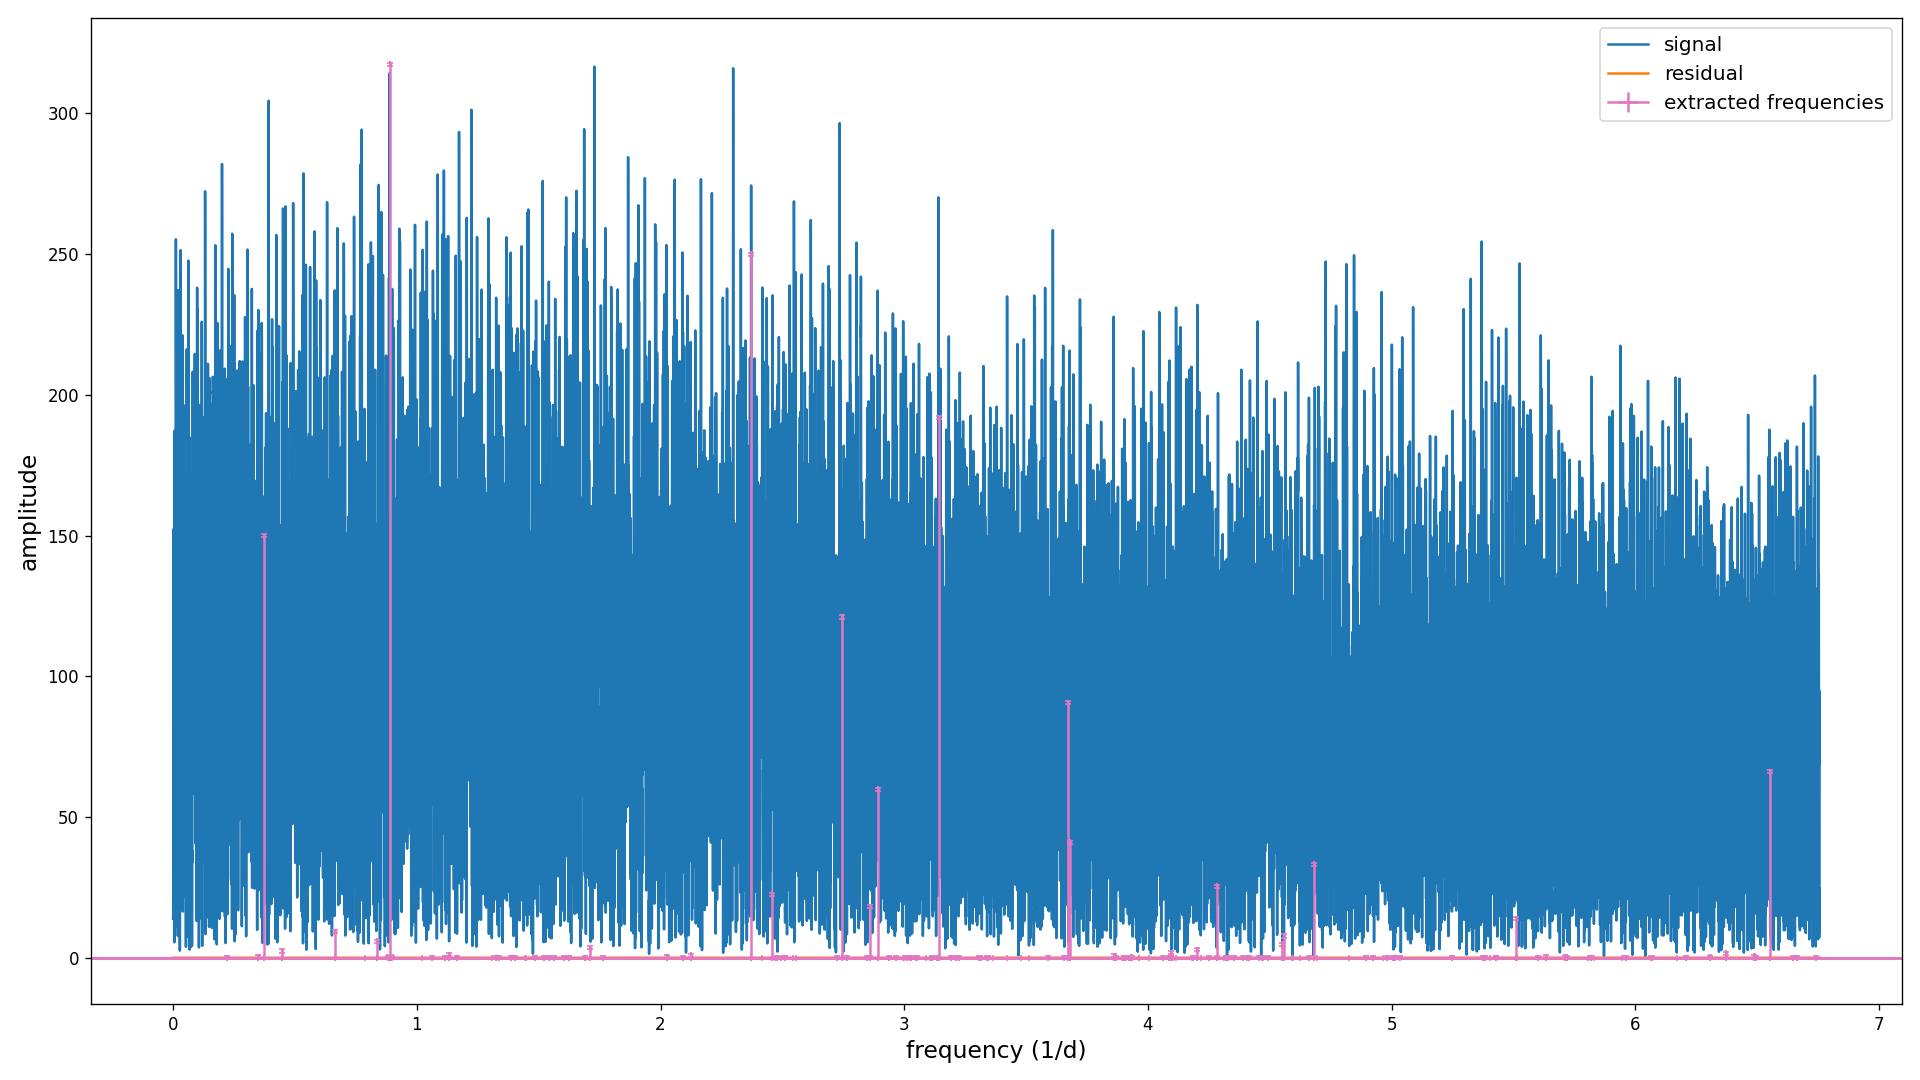 signal
residual
extracted frequencies
amplitude
300
250
200
150
100
50
0
0 1 2 3 4 5 6 7
frequency (1/d)